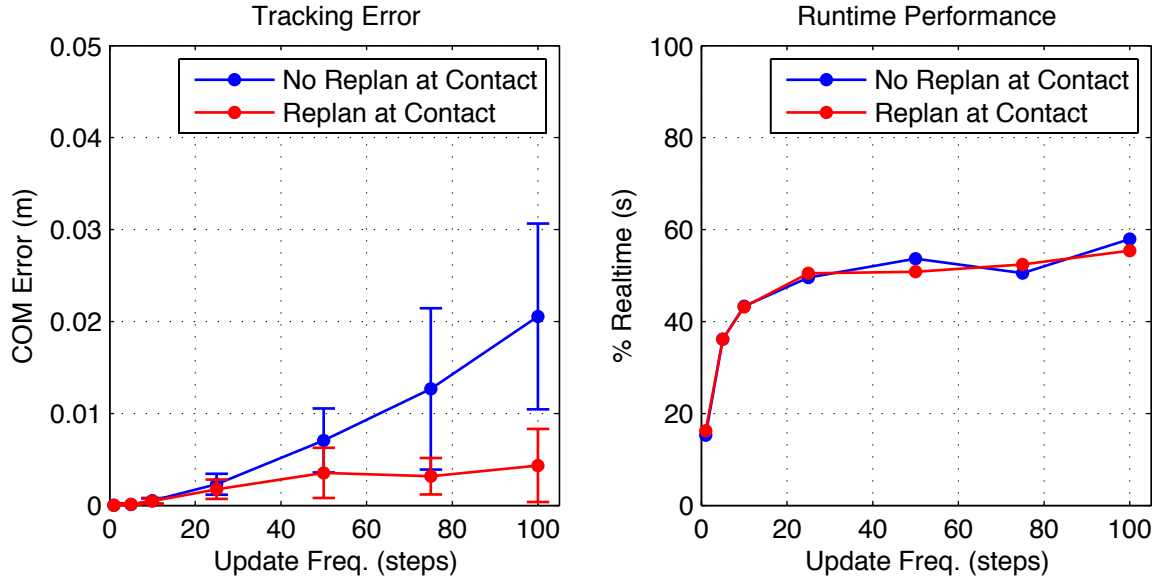 Tracking Error
0.05
0.04
0.03
0.02
0.01
0
0 20 40 60 80 100
COM Error (m)
Update Freq. (steps)
No Replan at Contact
Replan at Contact
Runtime Performance
100
80
60
40
20
0
0 20 40 60 80 100
% Realtime (s)
Update Freq. (steps)
No Replan at Contact
Replan at Contact